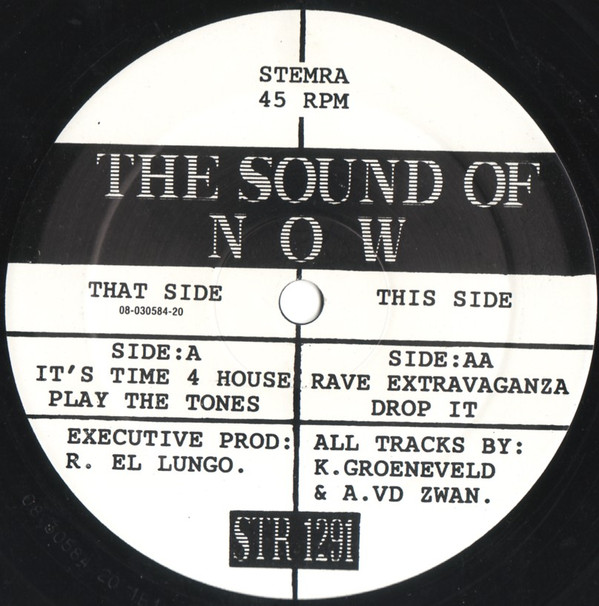 STEMRA
45 RPM
THE SOUND OF
NOW
THAT SIDE
08-030584-20
THIS SIDE
SIDE:A
IT'S TIME 4 HOUSE
PLAY THE TONES
SIDE:AA
RAVE EXTRAVAGANZA
DROP IT
EXECUTIVE PROD:
R. EL LUNGO.
ALL TRACKS BY:
K.GROENEVELD
& A.VD ZWAN.
STR 1291